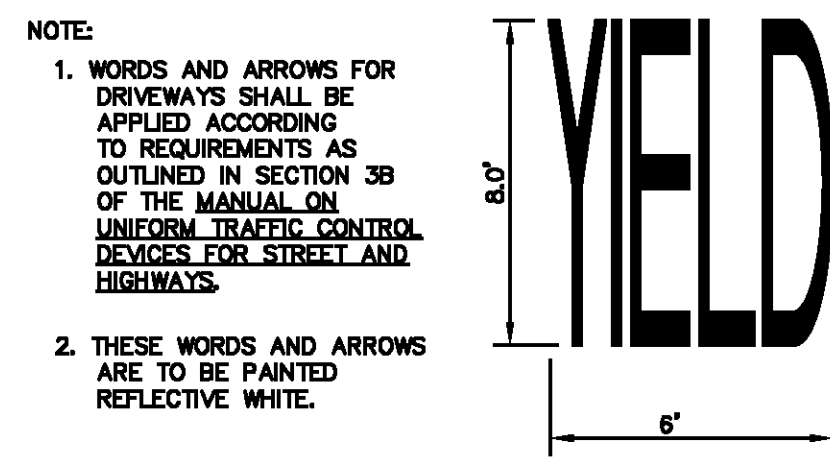 NOTE:
1. WORDS AND ARROWS FOR
DRIVEWAYS SHALL BE
APPLIED ACCORDING
TO REQUIREMENTS AS
OUTLINED IN SECTION 3B
OF THE MANUAL ON
UNIFORM TRAFFIC CONTROL
DEVICES FOR STREET AND
HIGHWAYS.
2. THESE WORDS AND ARROWS
ARE TO BE PAINTED
REFLECTIVE WHITE.
8.0'
YIELD
6'